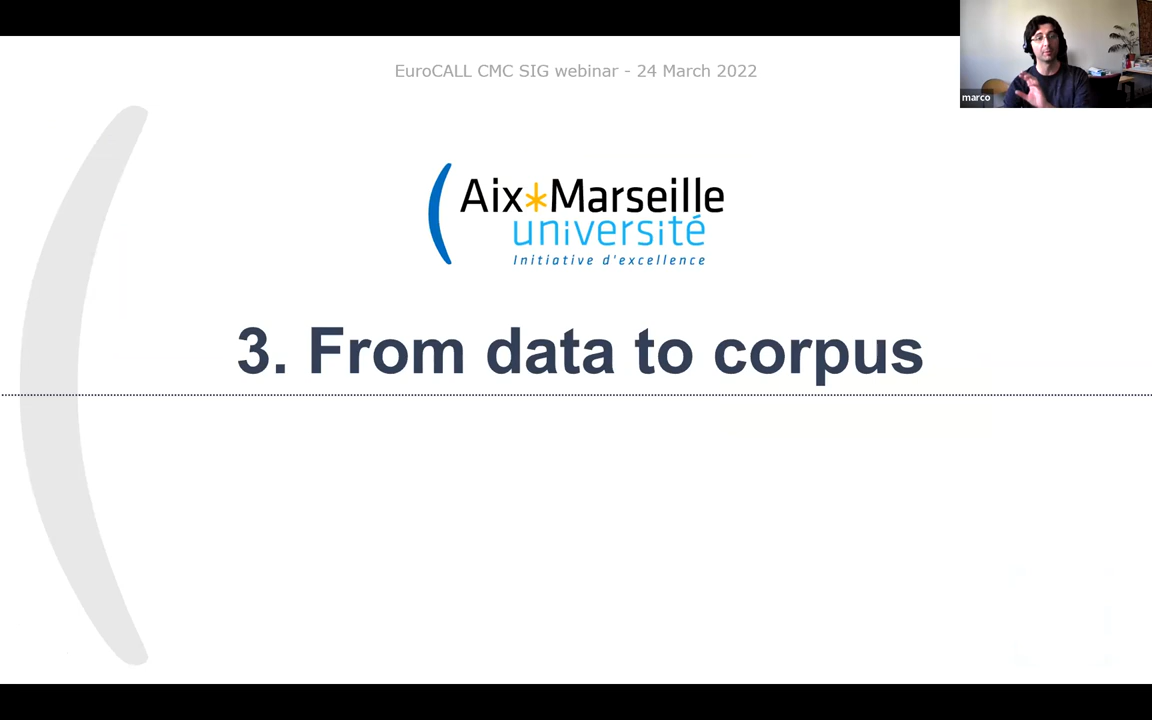 EuroCALL CMC SIG webinar - 24 March 2022
marco
Aix*Marseille
université
Initiative d'excellence
3. From data to corpus